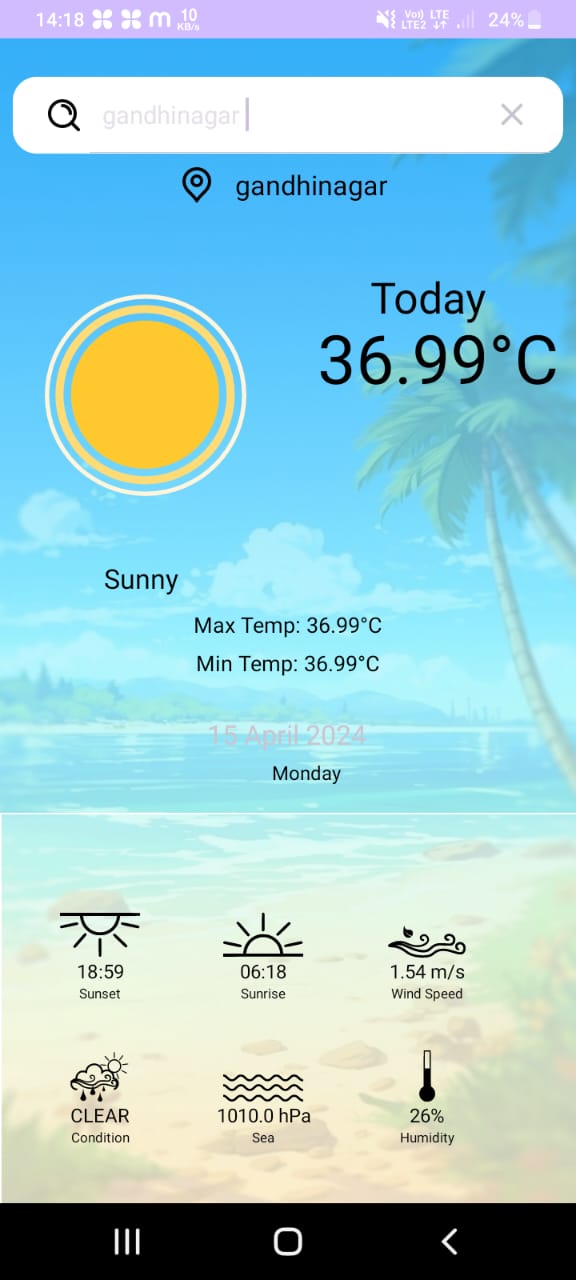 14:18 m 10 KB/s Vo)) LTE LTE2 24%
gandhinagar
gandhinagar
Today
36.99°C
Sunny
Max Temp: 36.99°C
Min Temp: 36.99°C
15 April 2024
Monday
18:59 06:18 1.54 m/s
Sunset Sunrise Wind Speed
CLEAR 1010.0 hPa 26%
Condition Sea Humidity